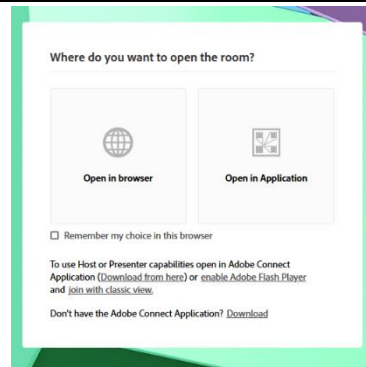 Where do you want to open the room?
Open in browser
Open in Application
Remember my choice in this browser
To use Host or Presenter capabilities open in Adobe Connect
Application (Download from here) or enable Adobe Flash Player
and join with classic view.
Don't have the Adobe Connect Application? Download